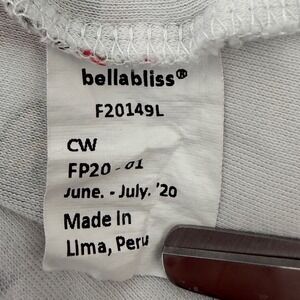 bellabliss®
F20149L
CW
FP20 - 01
June. - July. '20
Made In
Lima, Peru